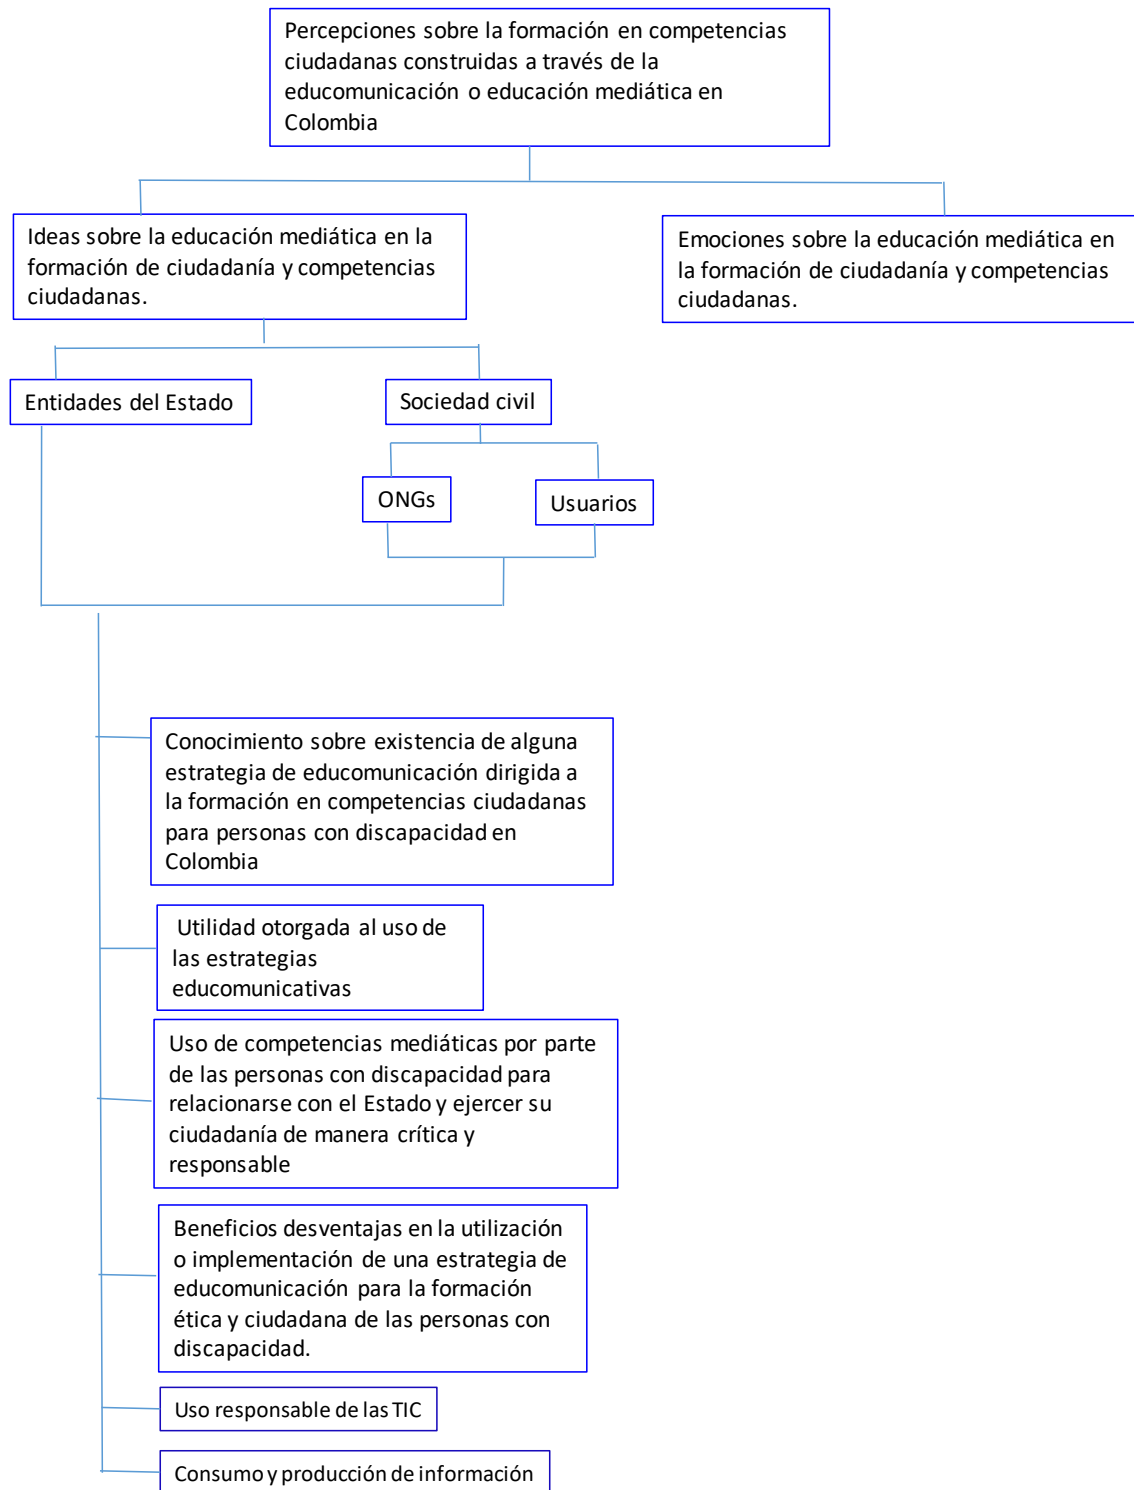 Percepciones sobre la formación en competencias
ciudadanas construidas a través de la
educomunicación o educación mediática en
Colombia
Ideas sobre la educación mediática en la
formación de ciudadanía y competencias
ciudadanas.
Emociones sobre la educación mediática en
la formación de ciudadanía y competencias
ciudadanas.
Entidades del Estado
Sociedad civil
ONGs
Usuarios
Conocimiento sobre existencia de alguna
estrategia de educomunicación dirigida a
la formación en competencias ciudadanas
para personas con discapacidad en
Colombia
Utilidad otorgada al uso de
las estrategias
educomunicativas
Uso de competencias mediáticas por parte
de las personas con discapacidad para
relacionarse con el Estado y ejercer su
ciudadanía de manera crítica y
responsable
Beneficios desventajas en la utilización
o implementación de una estrategia de
educomunicación para la formación
ética y ciudadana de las personas con
discapacidad.
Uso responsable de las TIC
Consumo y producción de información